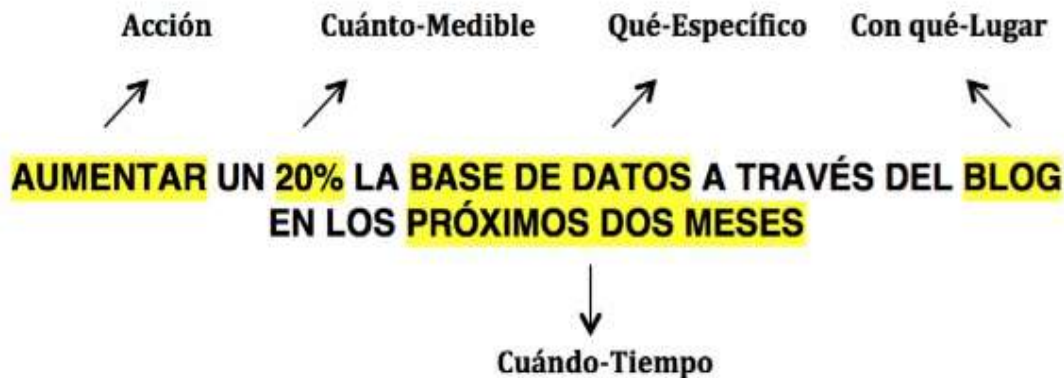 Acción Cuánto-Medible Qué-Específico Con qué-Lugar
AUMENTAR UN 20% LA BASE DE DATOS A TRAVÉS DEL BLOG
EN LOS PRÓXIMOS DOS MESES
Cuándo-Tiempo